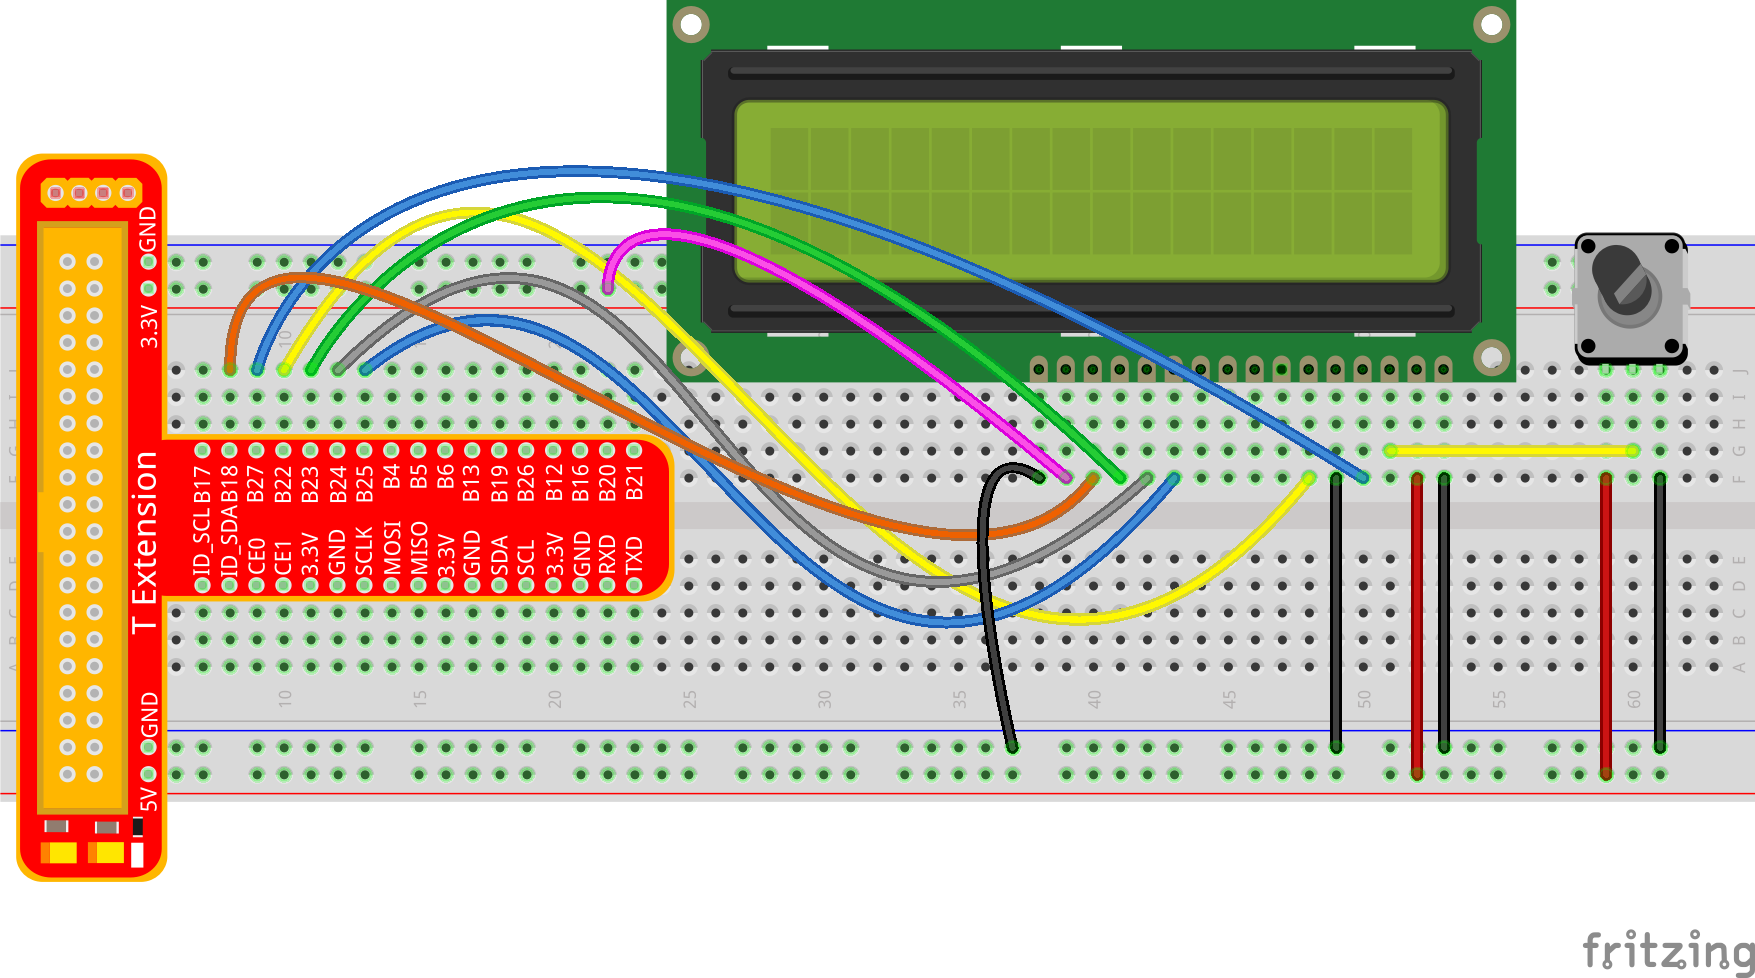 GND
3.3V
10
20
J
I
H
G
F
B17 B18 B27 B22 B23 B24 B25 B4 B5 B6 B13 B19 B26 B12 B16 B20 B21
ID_SCL ID_SDA CE0 CE1 3.3V GND SCLK MOSI MISO 3.3V GND SDA SCL 3.3V GND RXD TXD
T Extension
E
D
C
B
A
GND
5V
10 15 20 25 30 35 40 45 50 55 60
fritzing